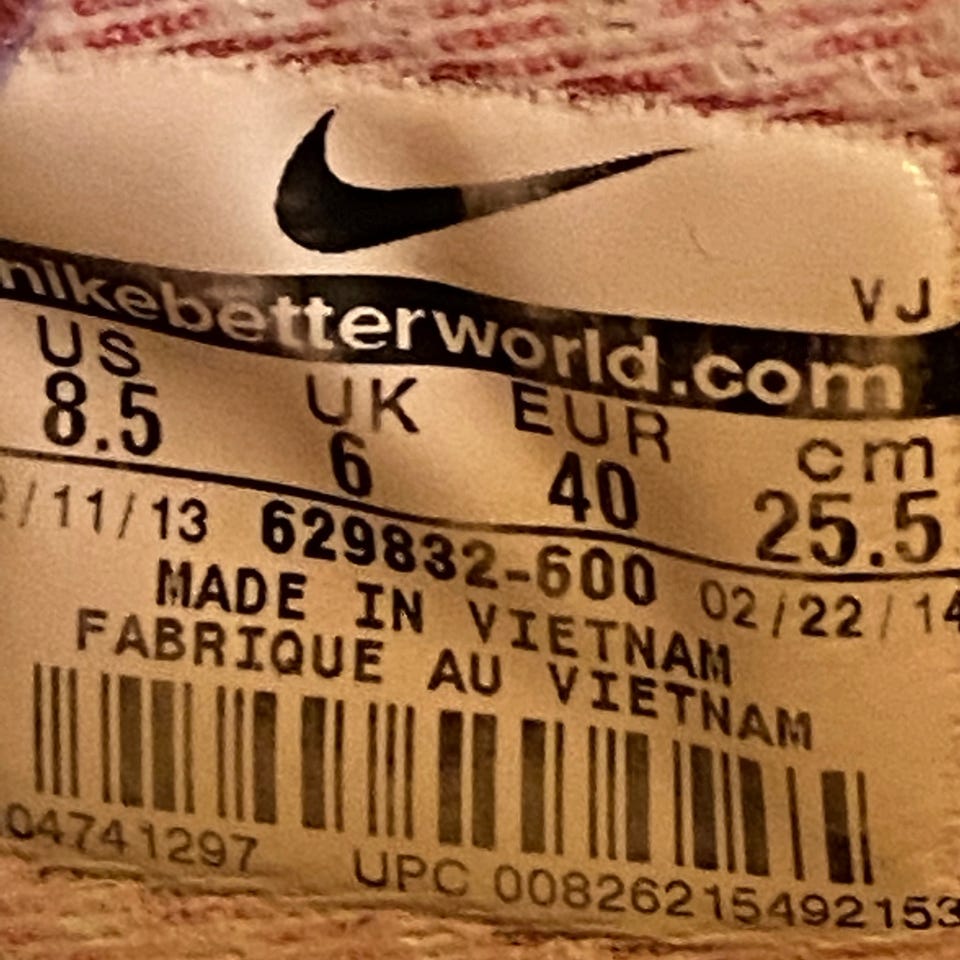 VJ
nikebetterworld.com
US UK EUR cm
8.5 6 40 25.5
/11/13 629832-600 02/22/14
MADE IN VIETNAM
FABRIQUE AU VIETNAM
04741297 UPC 00826215492153